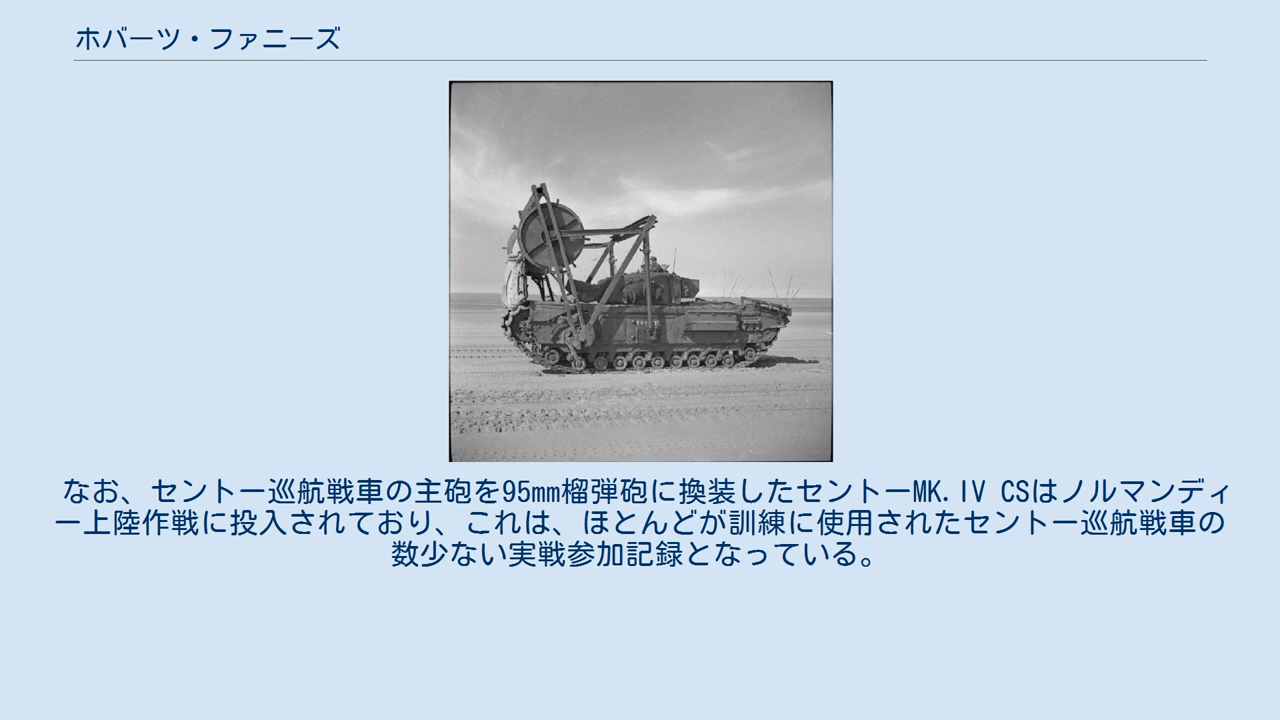 ホバーツ・ファニーズ
なお、セントー巡航戦車の主砲を95mm榴弾砲に換装したセントーMK.IV CSはノルマンディ
ー上陸作戦に投入されており、これは、ほとんどが訓練に使用されたセントー巡航戦車の
数少ない実戦参加記録となっている。